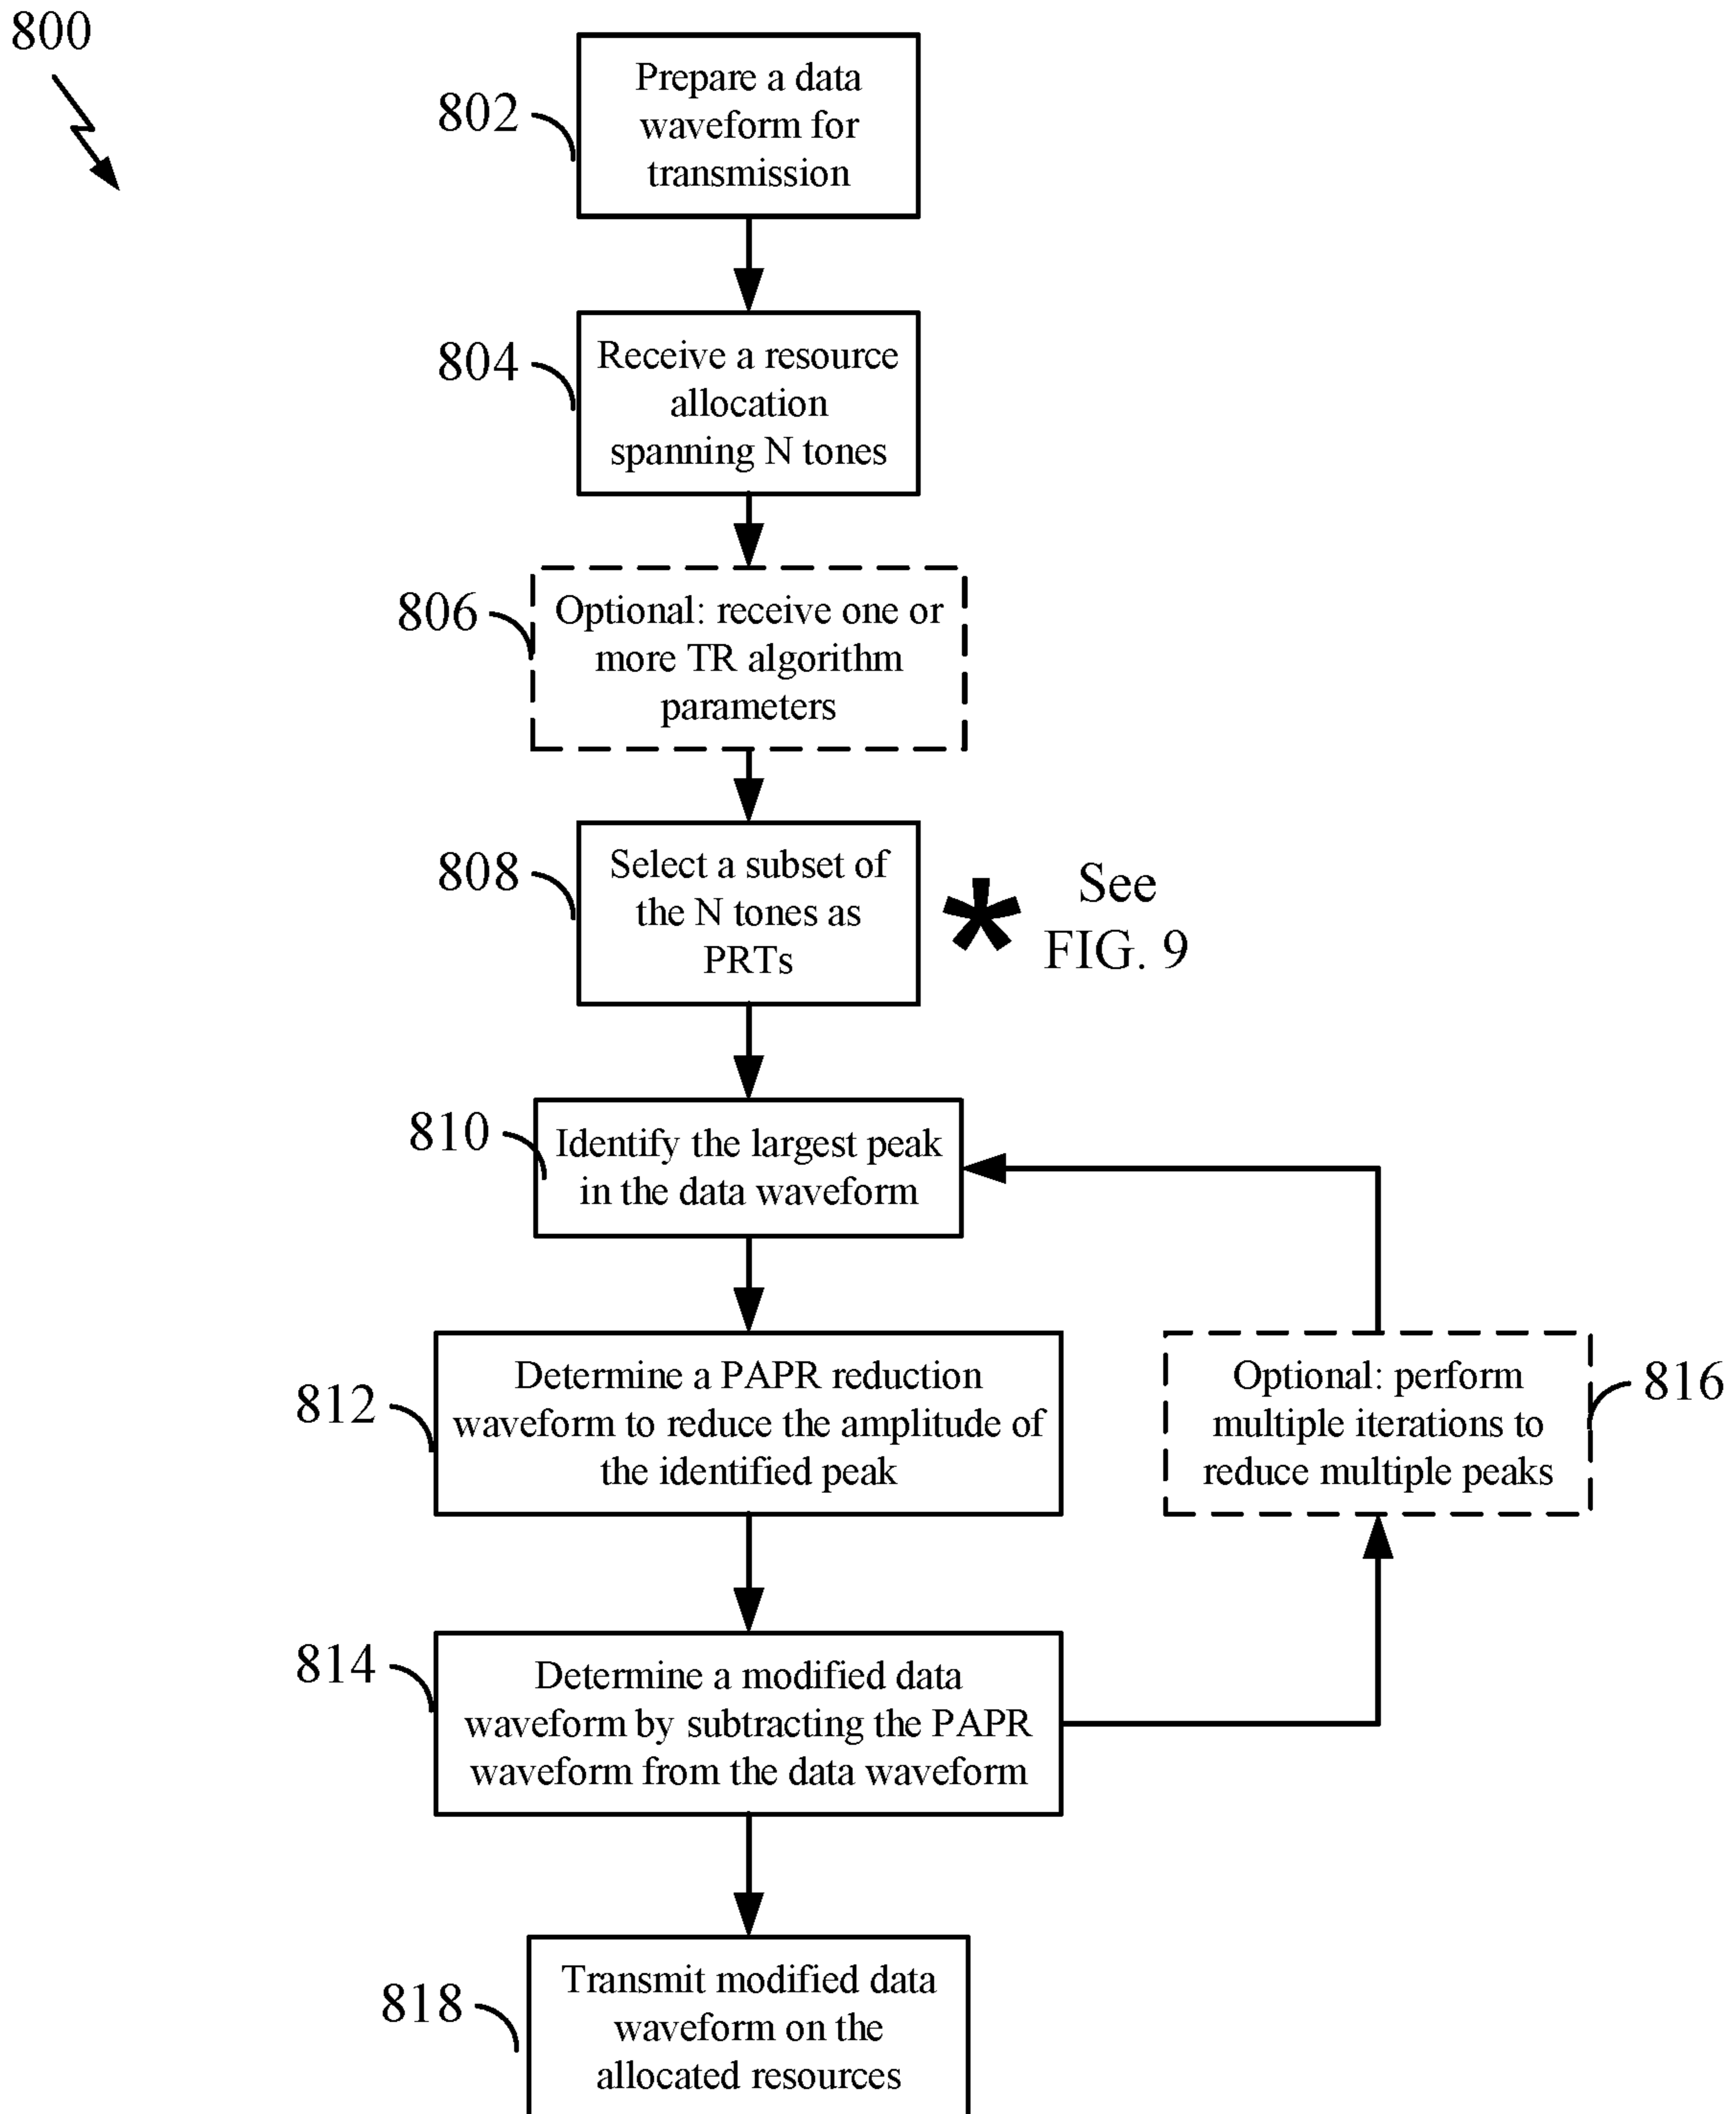 800
802
Prepare a data
waveform for
transmission
804
Receive a resource
allocation
spanning N tones
806
Optional: receive one or
more TR algorithm
parameters
808
Select a subset of
the N tones as
PRTs
* See
FIG. 9
810
Identify the largest peak
in the data waveform
812
Determine a PAPR reduction
waveform to reduce the amplitude of
the identified peak
Optional: perform
multiple iterations to
reduce multiple peaks
816
814
Determine a modified data
waveform by subtracting the PAPR
waveform from the data waveform
818
Transmit modified data
waveform on the
allocated resources